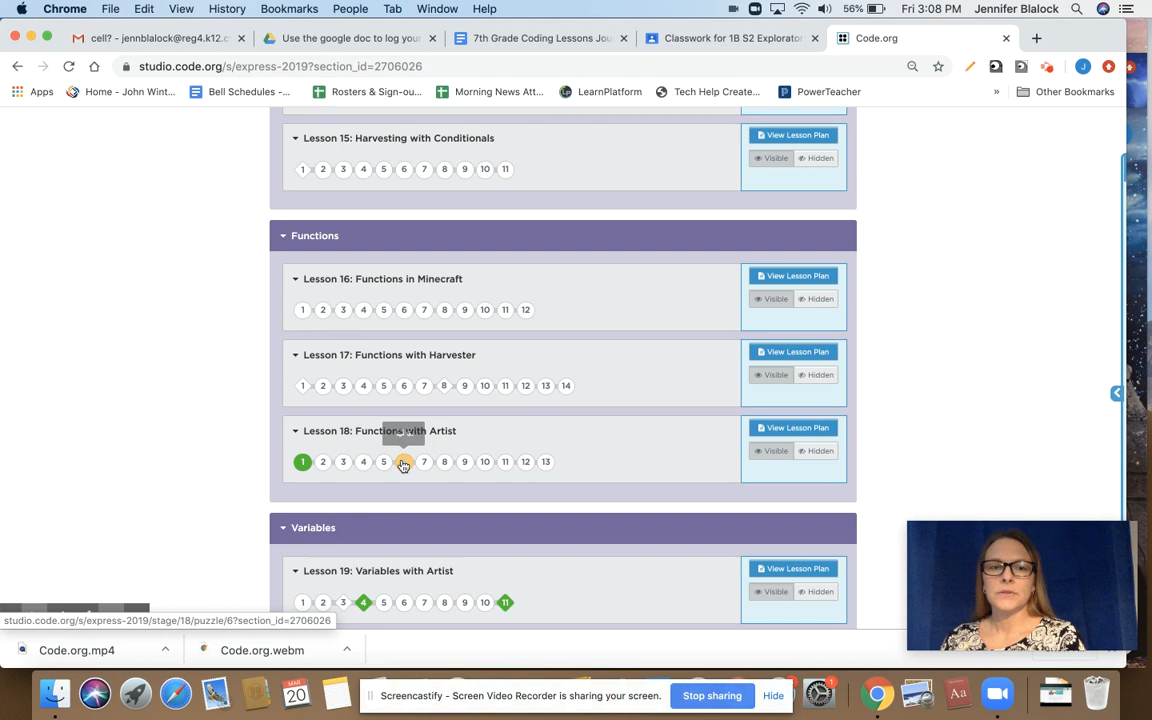 Chrome File Edit View History Bookmarks People Tab Window Help 56% Fri 3:08 PM Jennifer Blalock
cell? - jennblalock@reg4.k12.c Use the google doc to log your 7th Grade Coding Lessons Jou Classwork for 1B S2 Explorator Code.org
studio.code.org/s/express-2019?section_id=2706026
Apps Home - John Wint... Bell Schedules -... Rosters & Sign-ou... Morning News Att... LearnPlatform Tech Help Create... PowerTeacher » Other Bookmarks
Lesson 15: Harvesting with Conditionals View Lesson Plan
Visible Hidden
1 2 3 4 5 6 7 8 9 10 11
Functions
Lesson 16: Functions in Minecraft View Lesson Plan
Visible Hidden
1 2 3 4 5 6 7 8 9 10 11 12
Lesson 17: Functions with Harvester View Lesson Plan
Visible Hidden
1 2 3 4 5 6 7 8 9 10 11 12 13 14
Lesson 18: Functions with Artist View Lesson Plan
Visible Hidden
1 2 3 4 5 7 8 9 10 11 12 13
Variables
Lesson 19: Variables with Artist View Lesson Plan
Visible Hidden
1 2 3 4 5 6 7 8 9 10 11
studio.code.org/s/express-2019/stage/18/puzzle/6?section_id=2706026
Code.org.mp4 Code.org.webm
MAR 20
Screencastify - Screen Video Recorder is sharing your screen. Stop sharing Hide
Aa
1